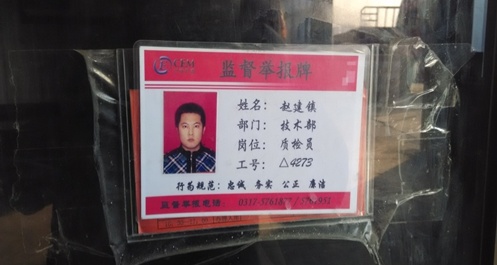 CEM
监督举报牌
姓名: 赵建镇
部门: 技术部
岗位: 质检员
工号: △4273
行为规范: 忠诚 务实 公正 廉洁
监督举报电话: